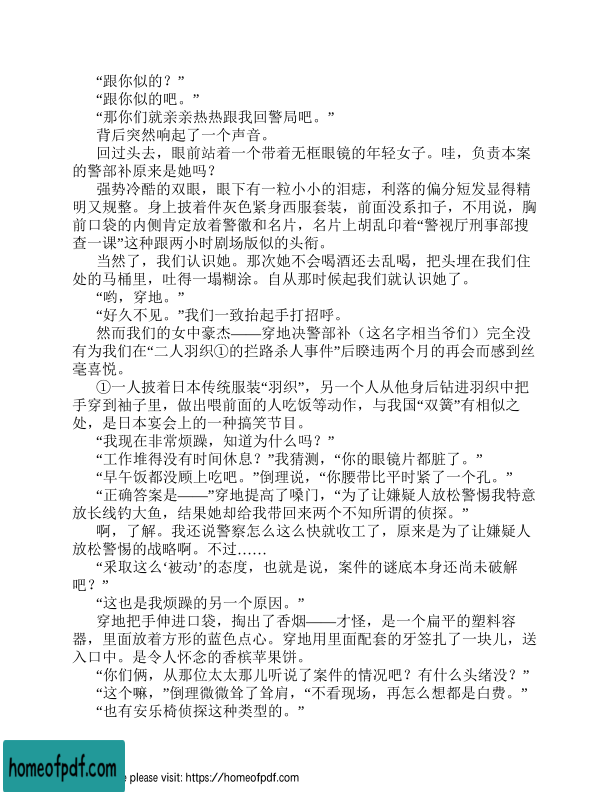 “跟你似的？”
“跟你似的吧。”
“那你们就亲亲热热跟我回警局吧。”
背后突然响起了一个声音。
回过头去，眼前站着一个带着无框眼镜的年轻女子。哇，负责本案
的警部补原来是她吗？
强势冷酷的双眼，眼下有一粒小小的泪痣，利落的偏分短发显得精
明又规整。身上披着件灰色紧身西服套装，前面没系扣子，不用说，胸
前口袋的内侧肯定放着警徽和名片，名片上胡乱印着“警视厅刑事部搜
查一课”这种跟两小时剧场版似的头衔。
当然了，我们认识她。那次她不会喝酒还去乱喝，把头埋在我们住
处的马桶里，吐得一塌糊涂。自从那时候起我们就认识她了。
“哟，穿地。”
“好久不见。”我们一致抬起手打招呼。
然而我们的女中豪杰——穿地决警部补（这名字相当爷们）完全没
有为我们在“二人羽织①的拦路杀人事件”后暌违两个月的再会而感到丝
毫喜悦。
①一人披着日本传统服装“羽织”，另一个人从他身后钻进羽织中把
手穿到袖子里，做出喂前面的人吃饭等动作，与我国“双簧”有相似之
处，是日本宴会上的一种搞笑节目。
“我现在非常烦躁，知道为什么吗？”
“工作堆得没有时间休息？”我猜测，“你的眼镜片都脏了。”
“早午饭都没顾上吃吧。”倒理说，“你腰带比平时紧了一个孔。”
“正确答案是——”穿地提高了嗓门，“为了让嫌疑人放松警惕我特意
放长线钓大鱼，结果她却给我带回来两个不知所谓的侦探。”
啊，了解。我还说警察怎么这么快就收工了，原来是为了让嫌疑人
放松警惕的战略啊。不过……
“采取这么‘被动’的态度，也就是说，案件的谜底本身还尚未破解
吧？”
“这也是我烦躁的另一个原因。”
穿地把手伸进口袋，掏出了香烟——才怪，是一个扁平的塑料容
器，里面放着方形的蓝色点心。穿地用里面配套的牙签扎了一块儿，送
入口中。是令人怀念的香槟苹果饼。
“你们俩，从那位太太那儿听说了案件的情况吧？有什么头绪没？”
“这个嘛，”倒理微微耸了耸肩，“不看现场，再怎么想都是白费。”
“也有安乐椅侦探这种类型的。”
homeofpdf.com
e please visit: https://homeofpdf.com